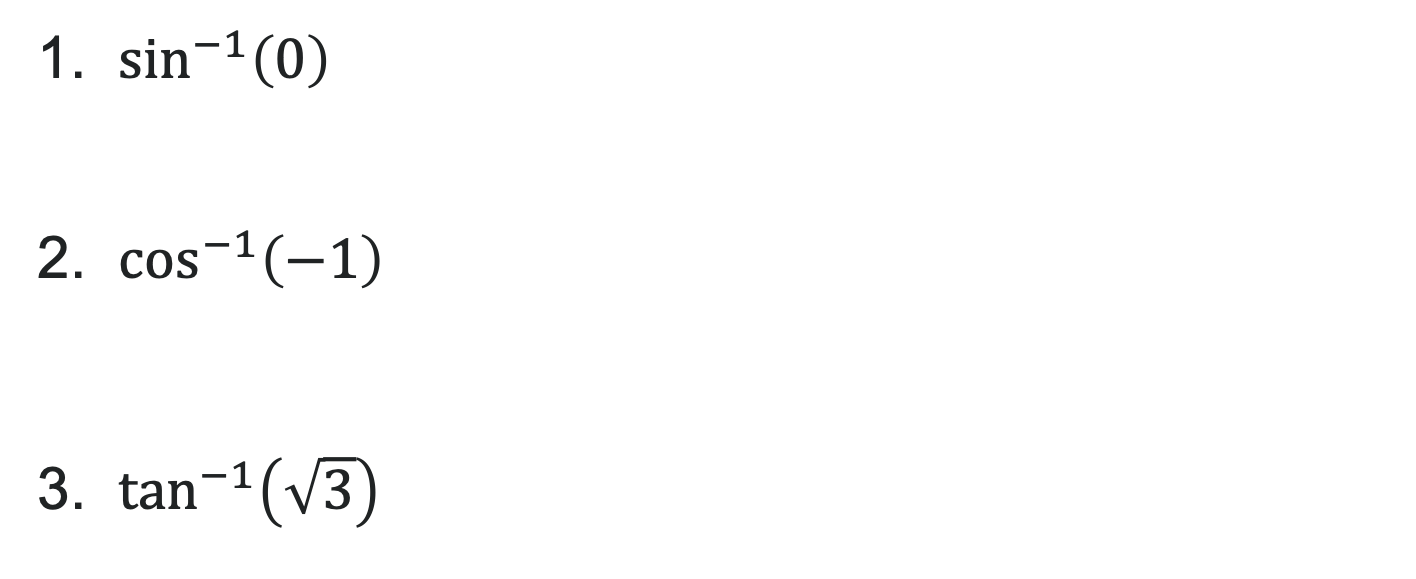 1. sin⁻¹(0)
2. cos⁻¹(−1)
3. tan⁻¹(√3)